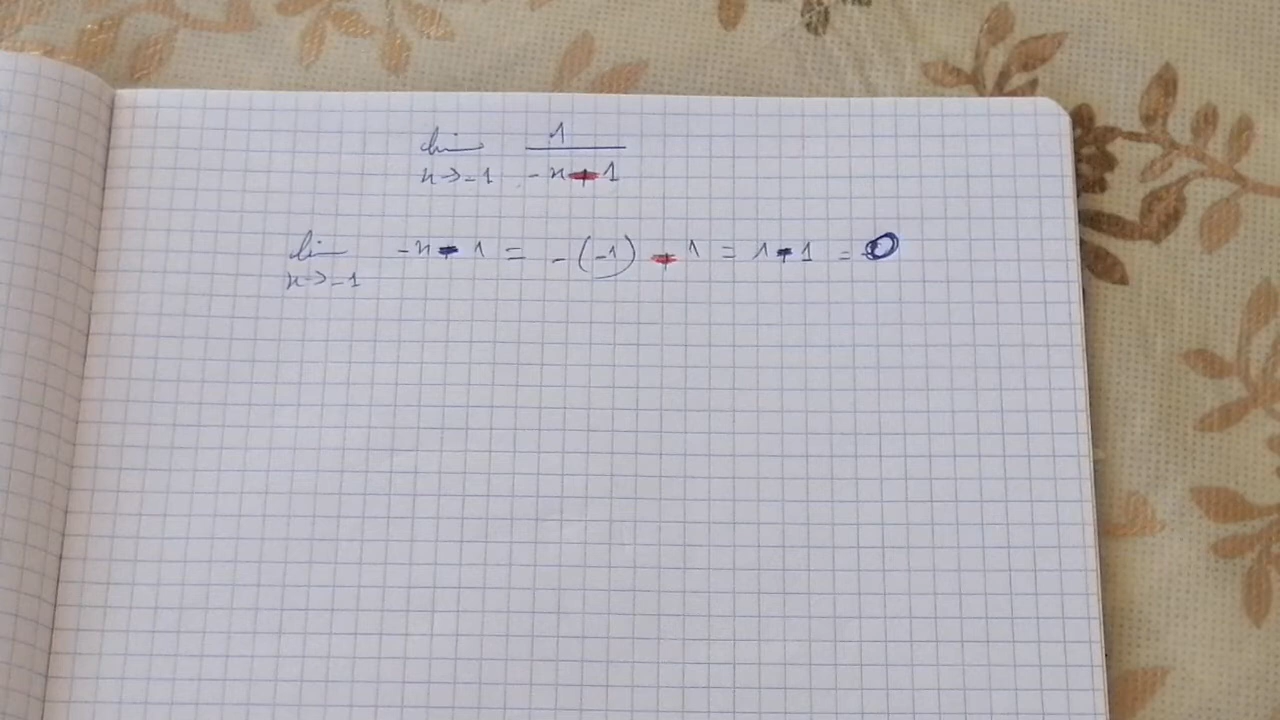 lim 1/(-x - 1)
x→-1
lim -x - 1 = -(-1) - 1 = 1 - 1 = 0
x→-1